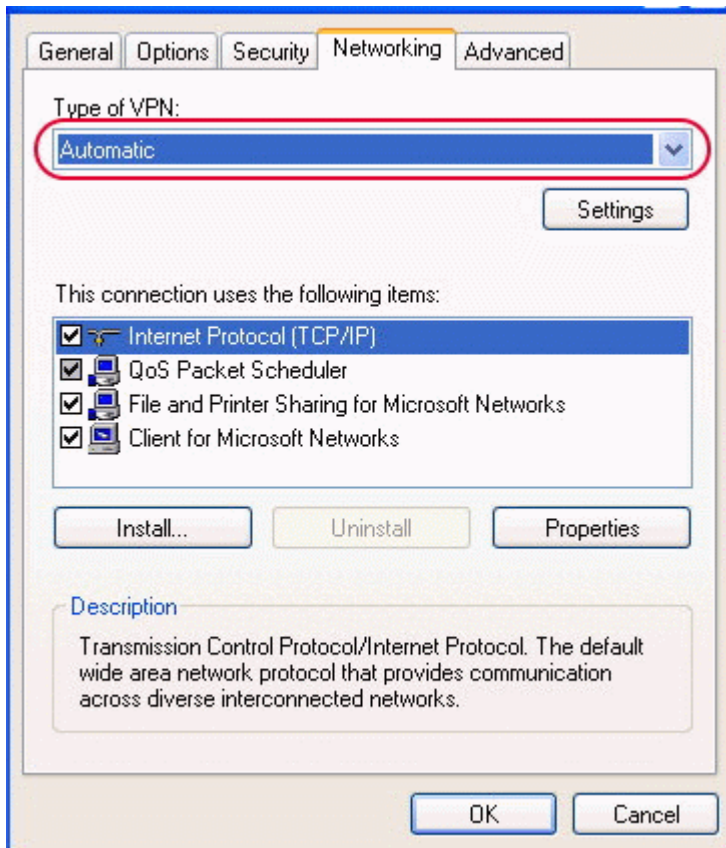 General Options Security Networking Advanced
Type of VPN:
Automatic
Settings
This connection uses the following items:
Internet Protocol (TCP/IP)
QoS Packet Scheduler
File and Printer Sharing for Microsoft Networks
Client for Microsoft Networks
Install... Uninstall Properties
Description
Transmission Control Protocol/Internet Protocol. The default
wide area network protocol that provides communication
across diverse interconnected networks.
OK Cancel